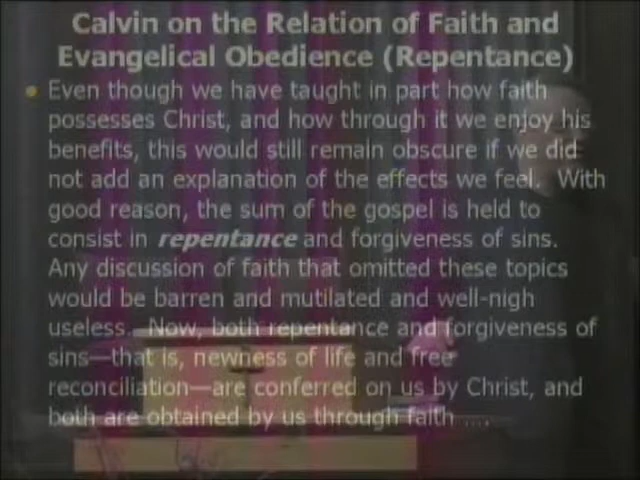 Calvin on the Relation of Faith and
Evangelical Obedience (Repentance)
Even though we have taught in part how faith
possesses Christ, and how through it we enjoy his
benefits, this would still remain obscure if we did
not add an explanation of the effects we feel.  With
good reason, the sum of the gospel is held to
consist in repentance and forgiveness of sins.
Any discussion of faith that omitted these topics
would be barren and mutilated and well-nigh
useless.  Now, both repentance and forgiveness of
sins—that is, newness of life and free
reconciliation—are conferred on us by Christ, and
both are obtained by us through faith ....